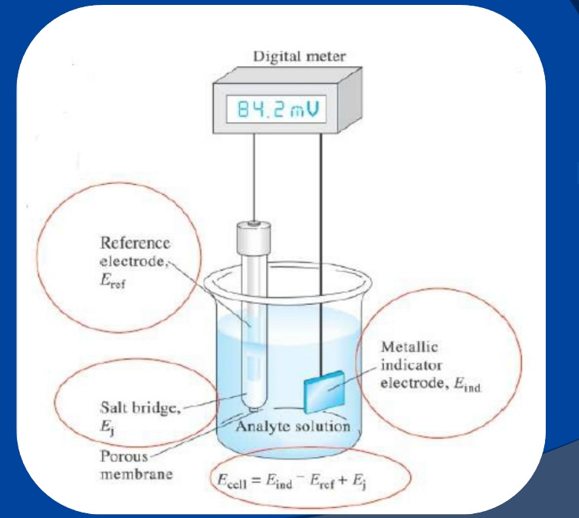 Digital meter
84.2 mV
Reference
electrode,
E_ref
Metallic
indicator
electrode, E_ind
Salt bridge,
E_j
Analyte solution
Porous
membrane
E_cell = E_ind - E_ref + E_j